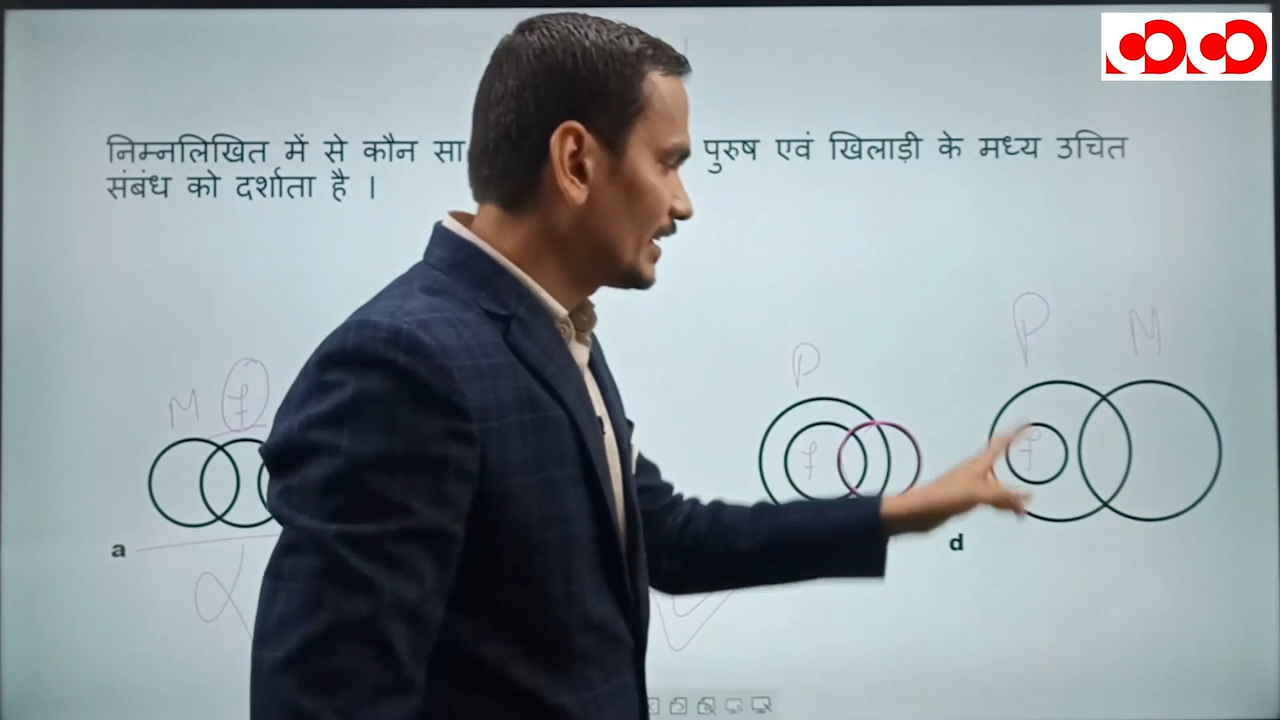 निम्नलिखित में से कौन सा पुरुष एवं खिलाड़ी के मध्य उचित
संबंध को दर्शाता है ।
P M
P
M f
f
f
a
d